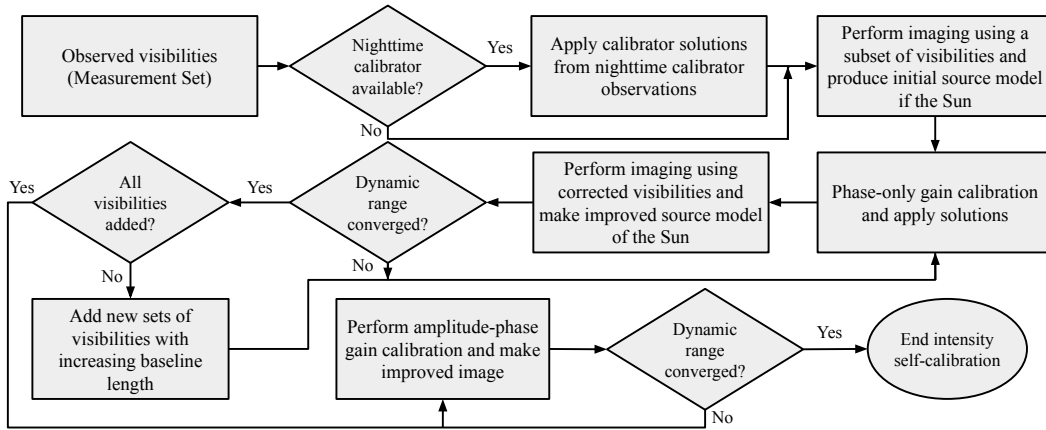 Observed visibilities
(Measurement Set)
Nighttime
calibrator
available?
Yes
No
Apply calibrator solutions
from nighttime calibrator
observations
Perform imaging using a
subset of visibilities and
produce initial source model
if the Sun
Phase-only gain calibration
and apply solutions
Perform imaging using
corrected visibilities and
make improved source model
of the Sun
Dynamic
range
converged?
Yes
No
All
visibilities
added?
Yes
No
Add new sets of
visibilities with
increasing baseline
length
Perform amplitude-phase
gain calibration and make
improved image
Dynamic
range
converged?
Yes
No
End intensity
self-calibration